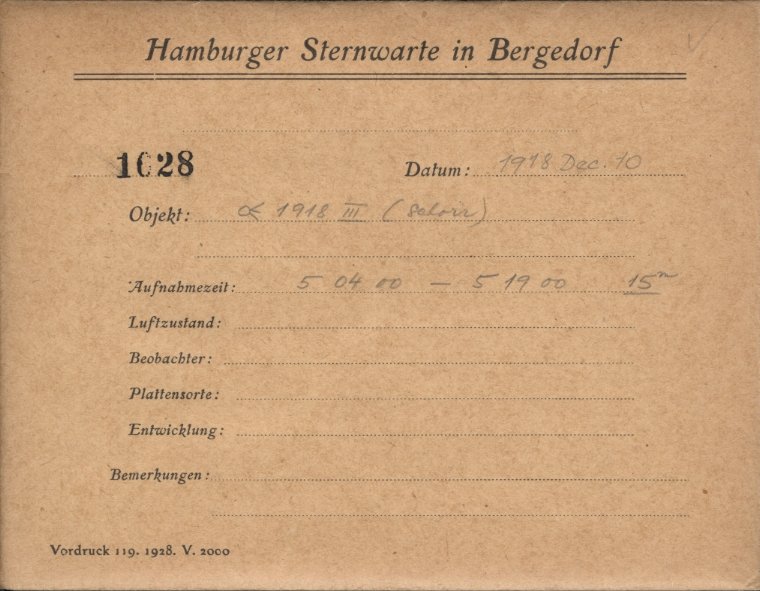 Hamburger Sternwarte in Bergedorf
1028 Datum: 1918 Dec. 10
Objekt: ☄ 1918 III (Schorr)
Aufnahmezeit: 5 04 00 — 5 19 00 15ᵐ
Luftzustand:
Beobachter:
Plattensorte:
Entwicklung:
Bemerkungen:
Vordruck 119. 1928. V. 2000